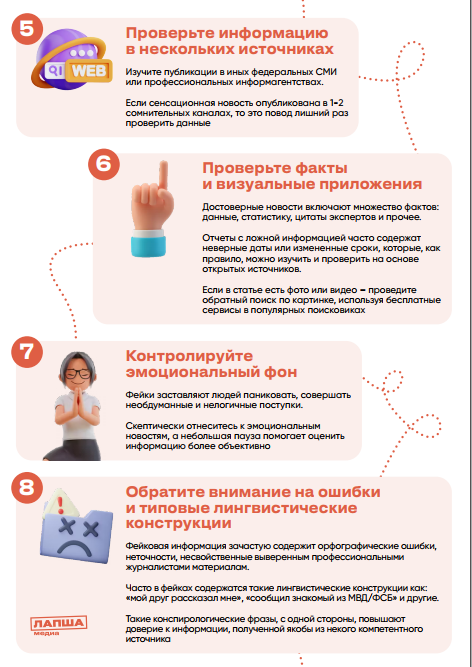 5
WEB
Проверьте информацию
в нескольких источниках
Изучите публикации в иных федеральных СМИ
или профессиональных информагентствах.
Если сенсационная новость опубликована в 1-2
сомнительных каналах, то это повод лишний раз
проверить данные
6
Проверьте факты
и визуальные приложения
Достоверные новости включают множество фактов:
данные, статистику, цитаты экспертов и прочее.
Отчеты с ложной информацией часто содержат
неверные даты или измененные сроки, которые, как
правило, можно изучить и проверить на основе
открытых источников.
Если в статье есть фото или видео – проведите
обратный поиск по картинке, используя бесплатные
сервисы в популярных поисковиках
7
Контролируйте
эмоциональный фон
Фейки заставляют людей паниковать, совершать
необдуманные и нелогичные поступки.
Скептически отнеситесь к эмоциональным
новостям, а небольшая пауза помогает оценить
информацию более объективно
8
Обратите внимание на ошибки
и типовые лингвистические
конструкции
Фейковая информация зачастую содержит орфографические ошибки,
неточности, несвойственные выверенным профессиональными
журналистами материалам.
Часто в фейках содержатся такие лингвистические конструкции как:
«мой друг рассказал мне», «сообщил знакомый из МВД/ФСБ» и другие.
Такие конспирологические фразы, с одной стороны, повышают
доверие к информации, полученной якобы из некого компетентного
источника
ЛАПША
медиа